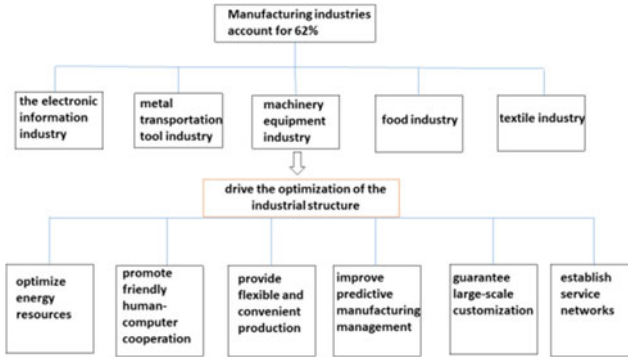 Manufacturing industries
account for 62%
the electronic
information
industry
metal
transportation
tool industry
machinery
equipment
industry
food industry
textile industry
drive the optimization of the
industrial structure
optimize
energy
resources
promote
friendly
human-
computer
cooperation
provide
flexible and
convenient
production
improve
predictive
manufacturing
management
guarantee
large-scale
customization
establish
service
networks